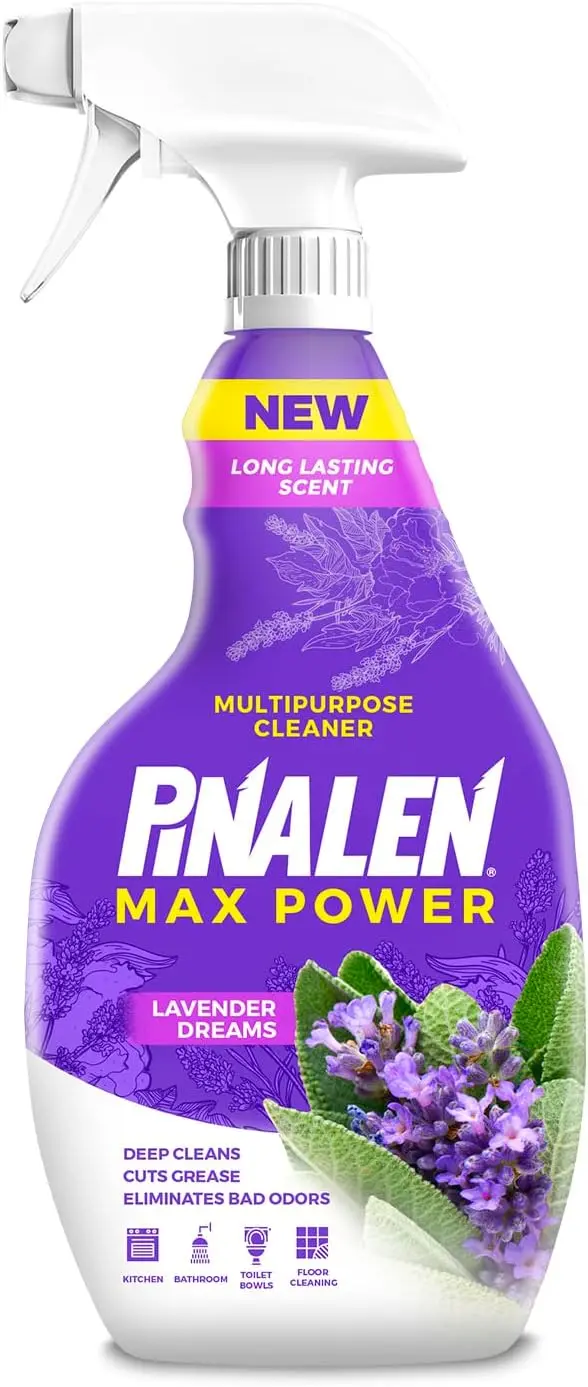 NEW
LONG LASTING
SCENT
MULTIPURPOSE
CLEANER
PINALEN®
MAX POWER
LAVENDER
DREAMS
DEEP CLEANS
CUTS GREASE
ELIMINATES BAD ODORS
KITCHEN
BATHROOM
TOILET
BOWLS
FLOOR
CLEANING